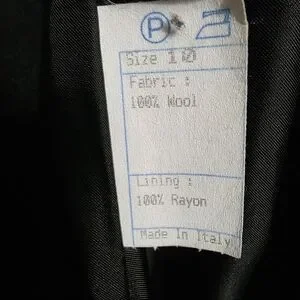 P
Size 10
Fabric :
100% Wool
Lining :
100% Rayon
Made In Italy